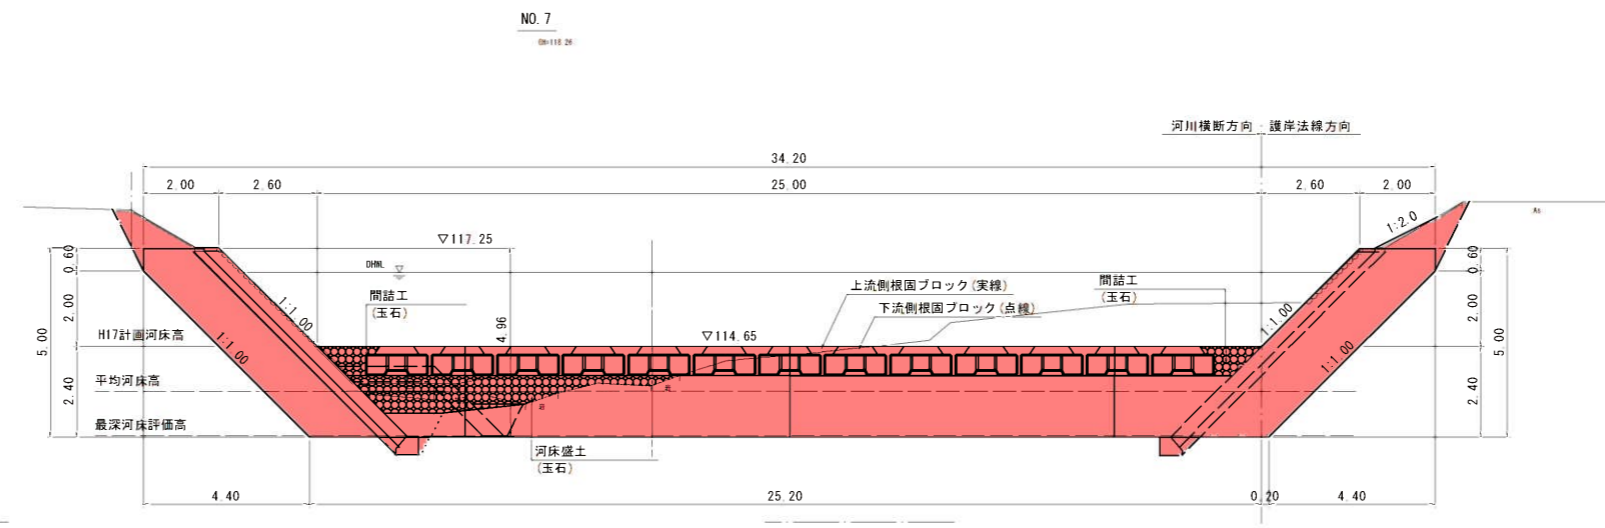 NO. 7
GH=118.26
河川横断方向
護岸法線方向
34.20
2.00
2.60
25.00
2.60
2.00
▽117.25
DHWL
間詰工
(玉石)
上流側根固ブロック(実線)
下流側根固ブロック(点線)
間詰工
(玉石)
1:2.0
0.60
0.60
2.00
2.00
5.00
5.00
4.96
1:1.00
1:1.00
1:1.00
1:1.00
H17計画河床高
▽114.65
平均河床高
2.40
2.40
最深河床評価高
河床盛土
(玉石)
4.40
25.20
0.20
4.40